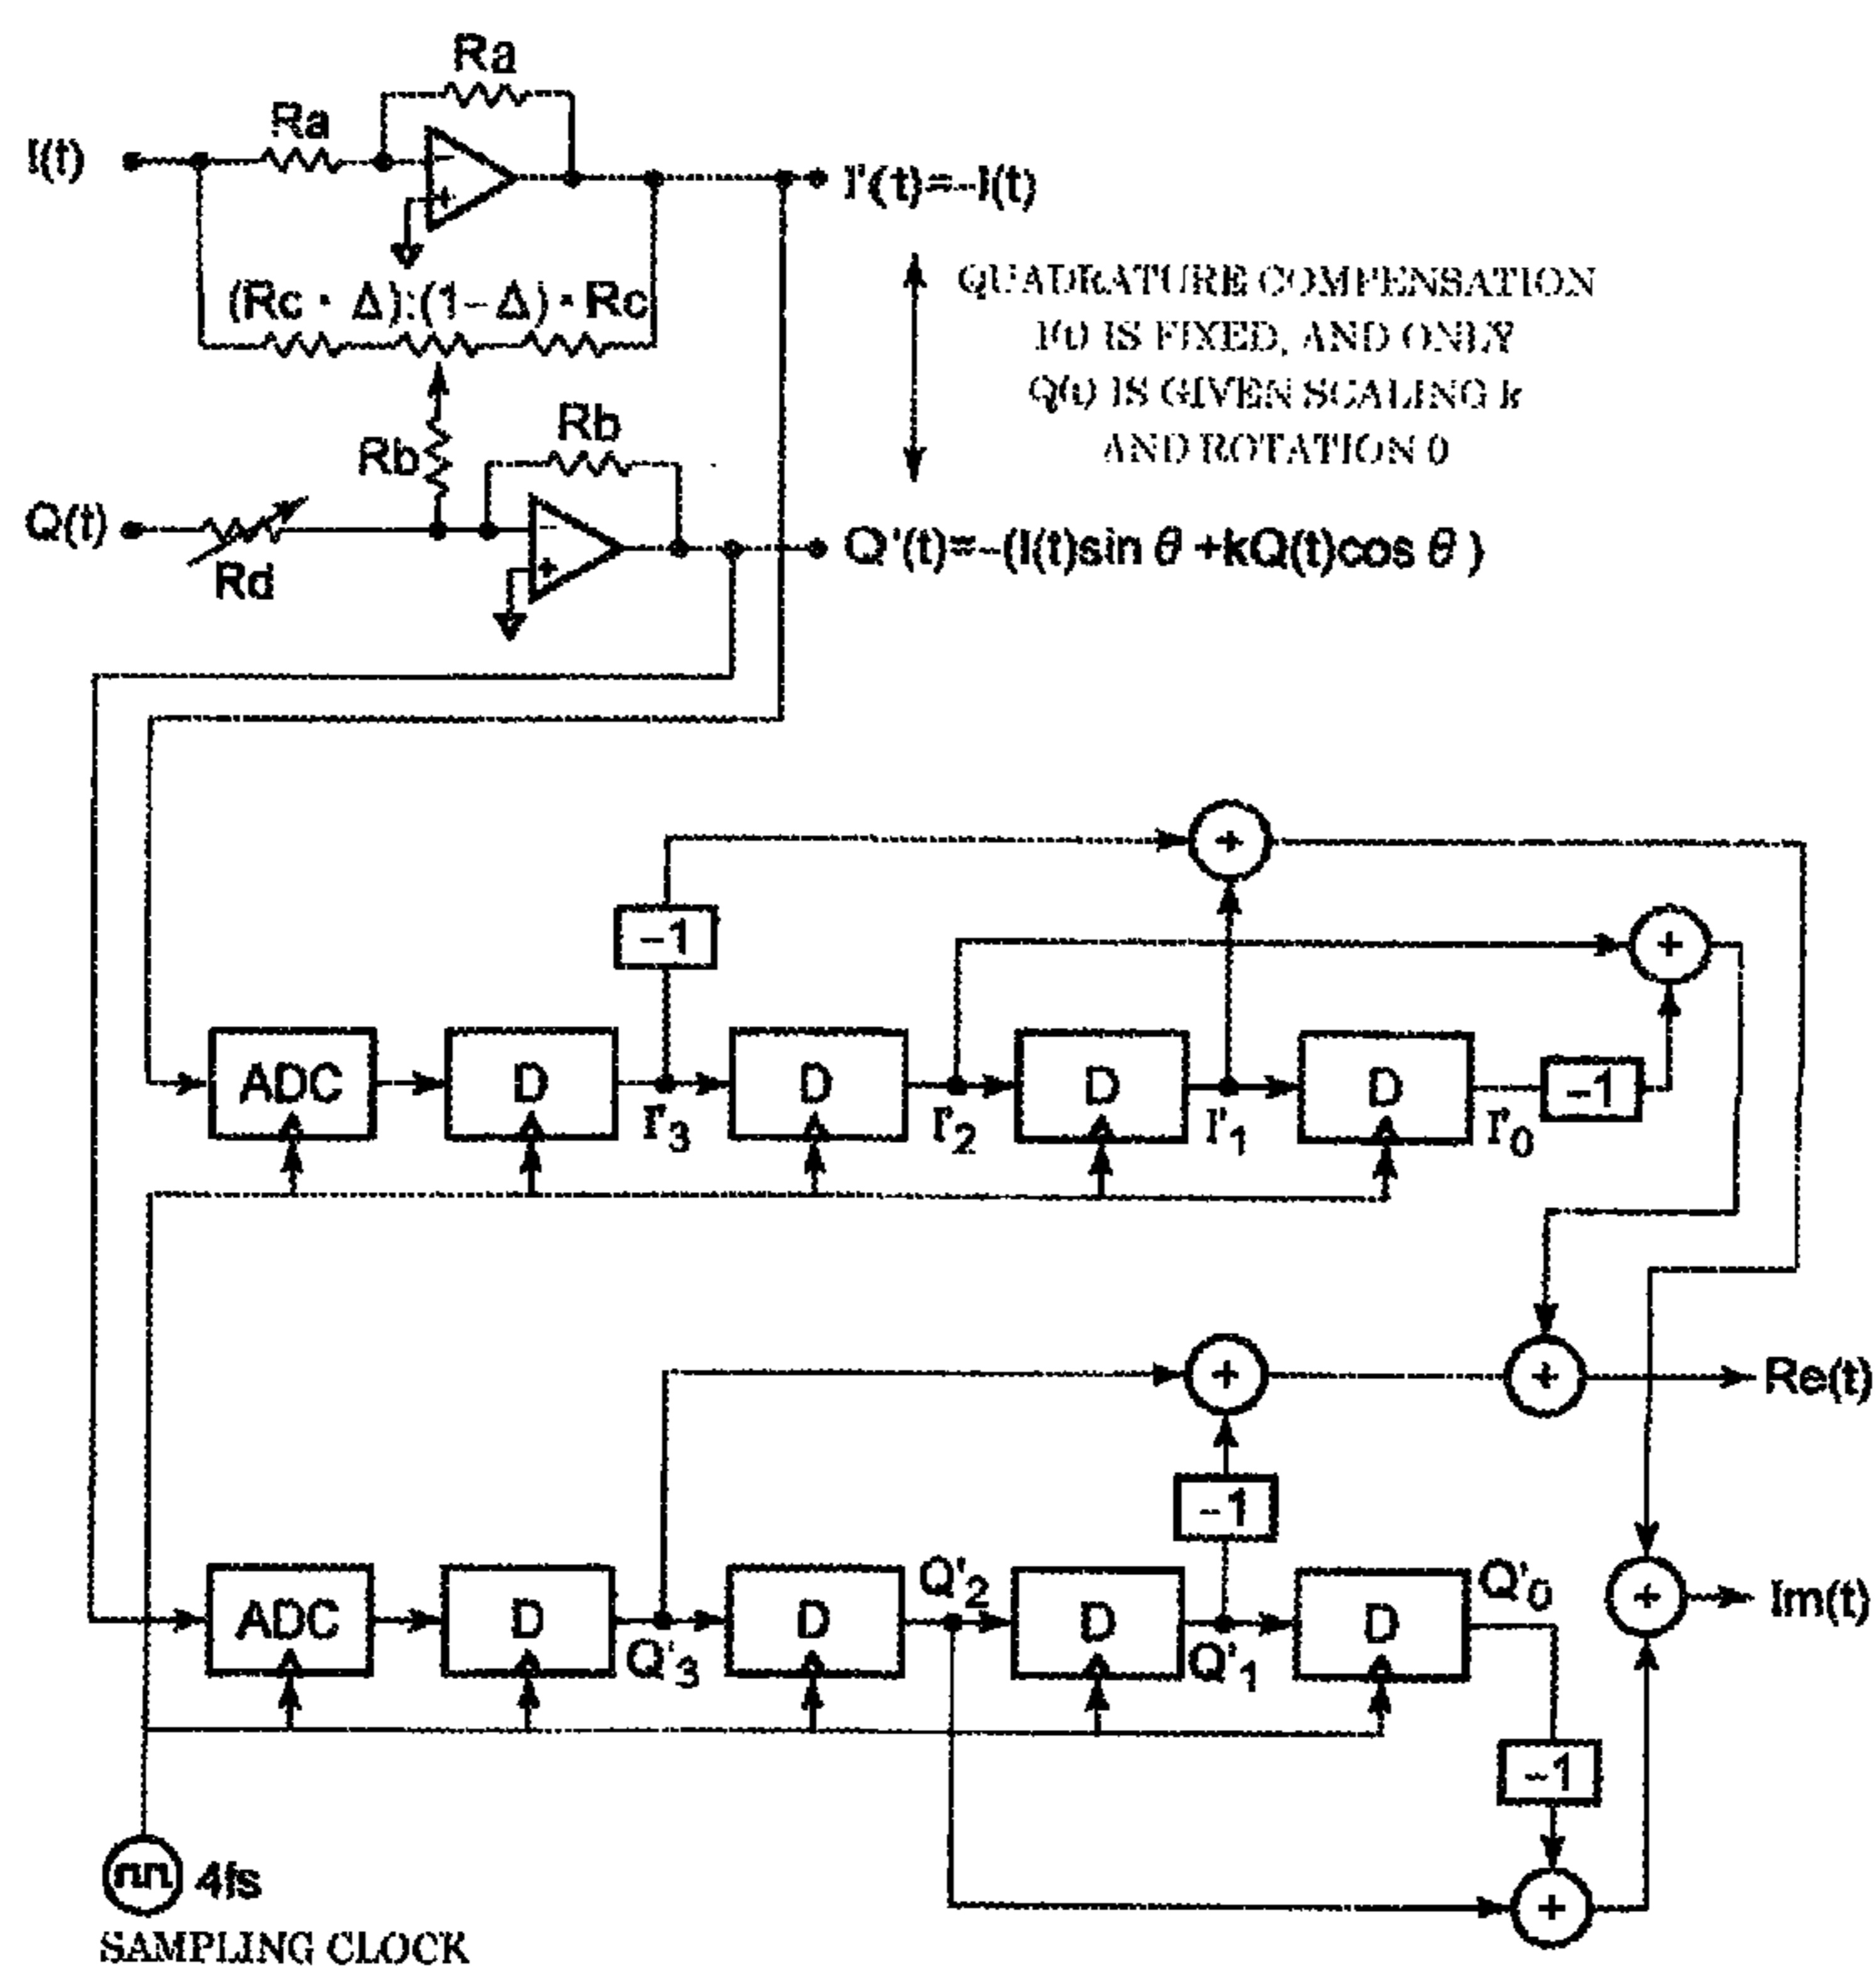 Ra
Ra
I(t)
I'(t)=-I(t)
(Rc · Δ):(1-Δ) · Rc
QUADRATURE COMPENSATION
I(t) IS FIXED, AND ONLY
Q(t) IS GIVEN SCALING k
AND ROTATION θ
Rb
Rb
Q(t)
Rd
Q'(t)=-(I(t)sin θ +kQ(t)cos θ )
-
+
-
+
+
-1
+
ADC
D
D
D
D
-1
I'3
I'2
I'1
I'0
+
+
Re(t)
-1
ADC
D
D
D
D
Q'3
Q'2
Q'1
Q'0
+
Im(t)
-1
+
4fs
SAMPLING CLOCK